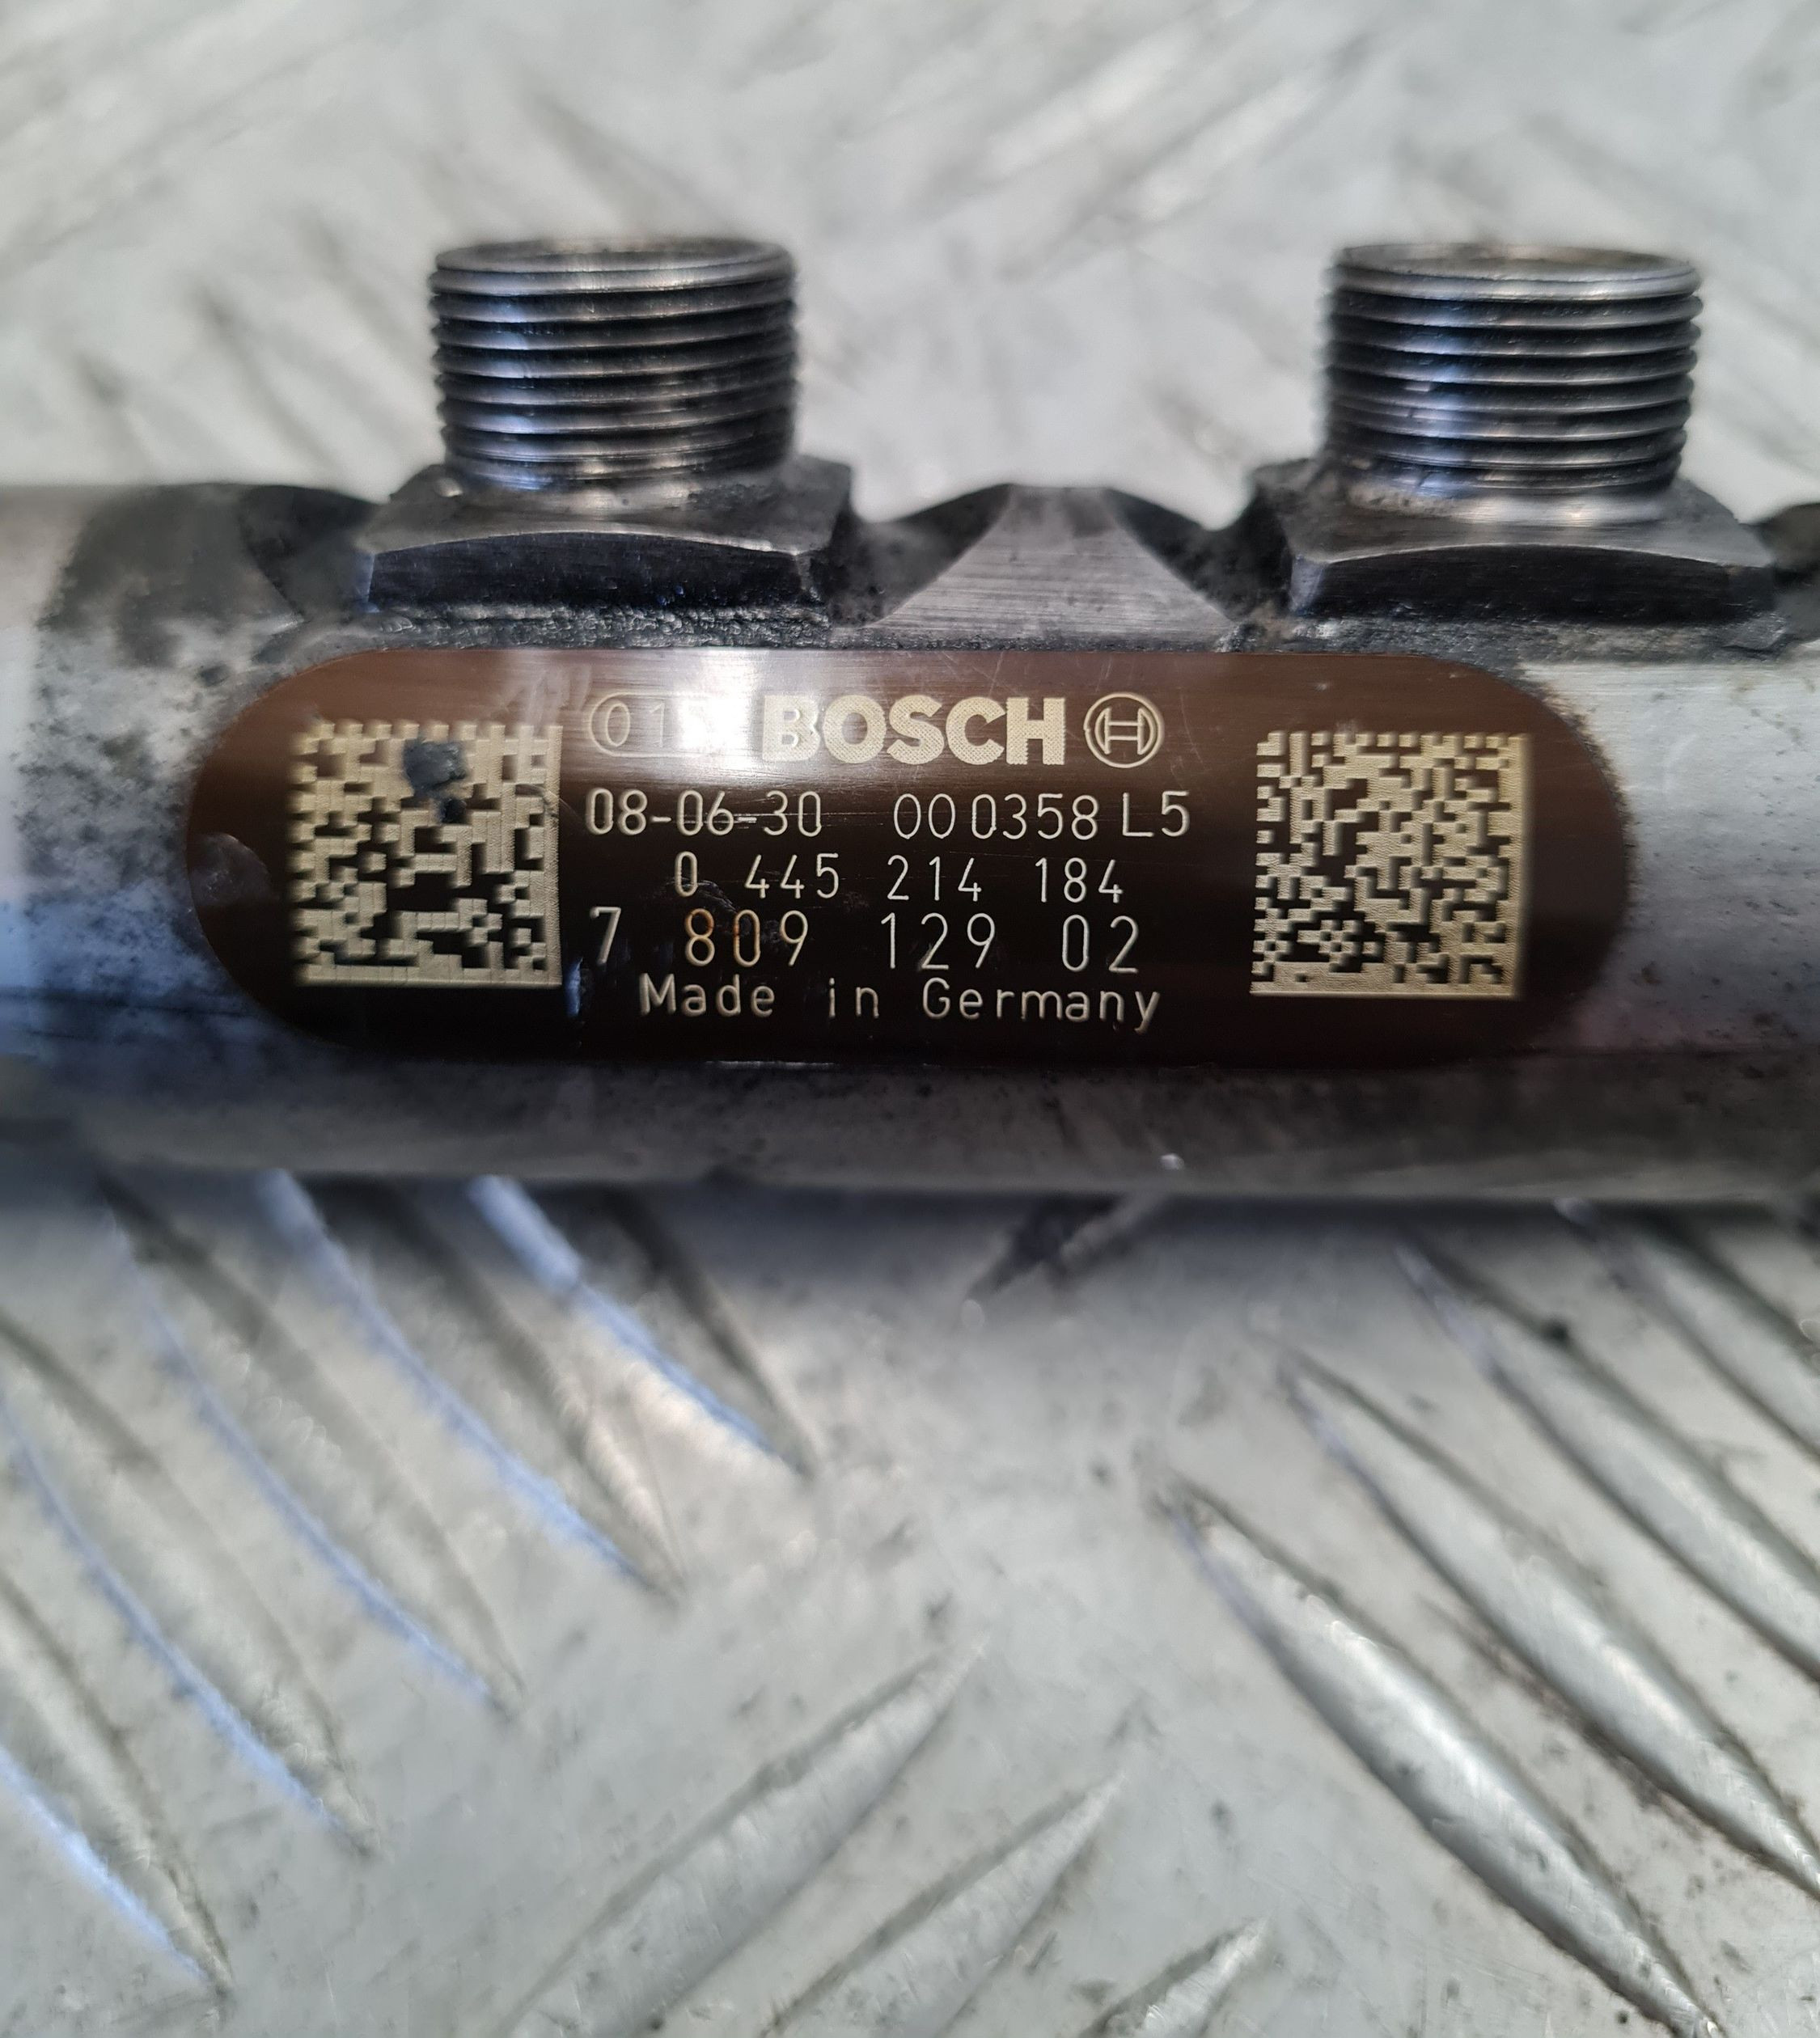 BOSCH
08-06-30 000358 L5
0 445 214 184
7 809 129 02
Made in Germany